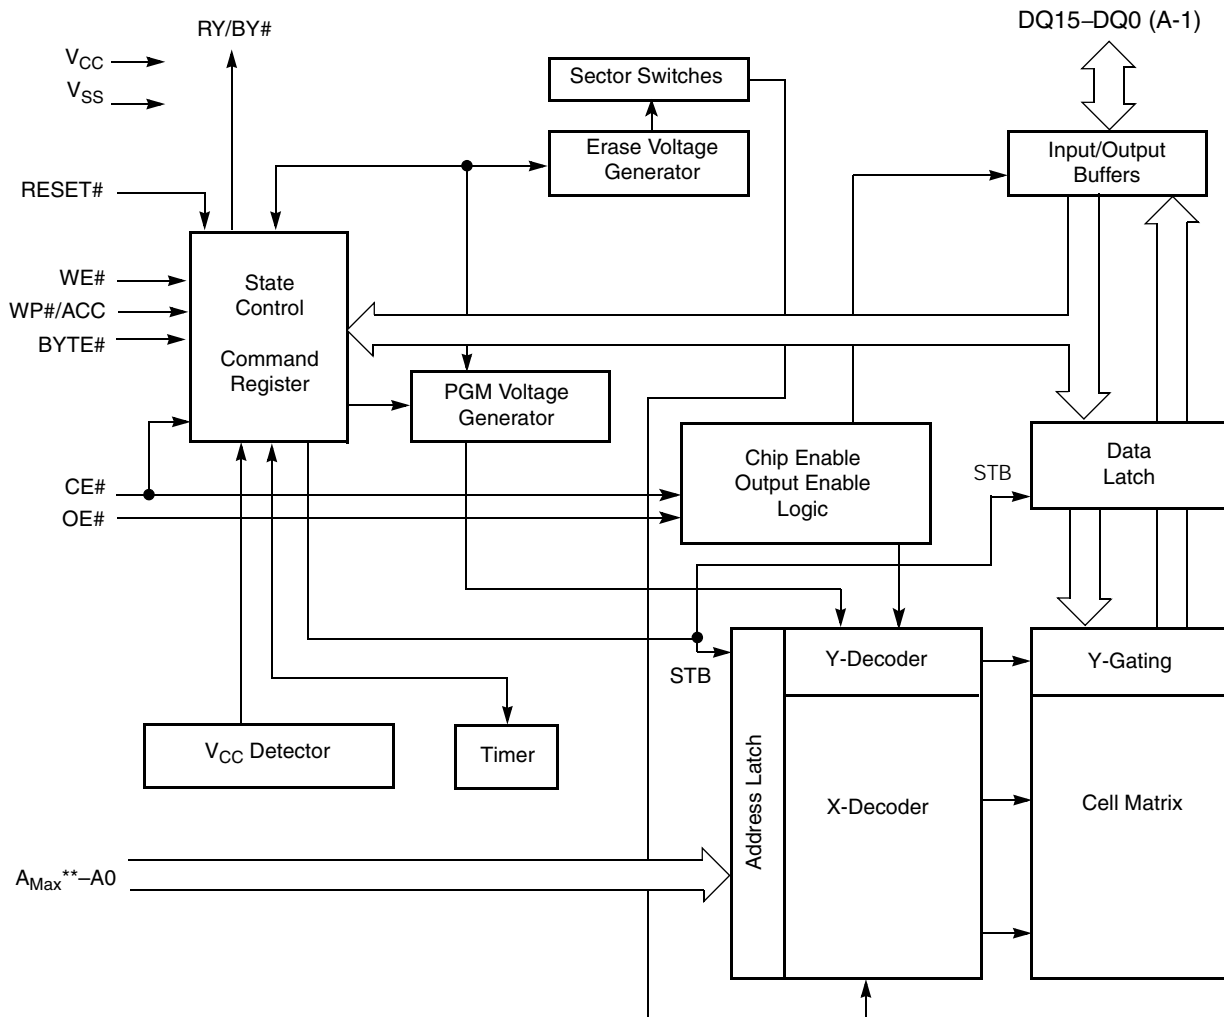 RY/BY#
DQ15–DQ0 (A-1)
VCC
VSS
Sector Switches
Erase Voltage
Generator
Input/Output
Buffers
RESET#
WE#
WP#/ACC
BYTE#
State
Control
Command
Register
PGM Voltage
Generator
Chip Enable
Output Enable
Logic
STB
Data
Latch
CE#
OE#
STB
Y-Decoder
Y-Gating
VCC Detector
Timer
Address Latch
X-Decoder
Cell Matrix
AMax**–A0